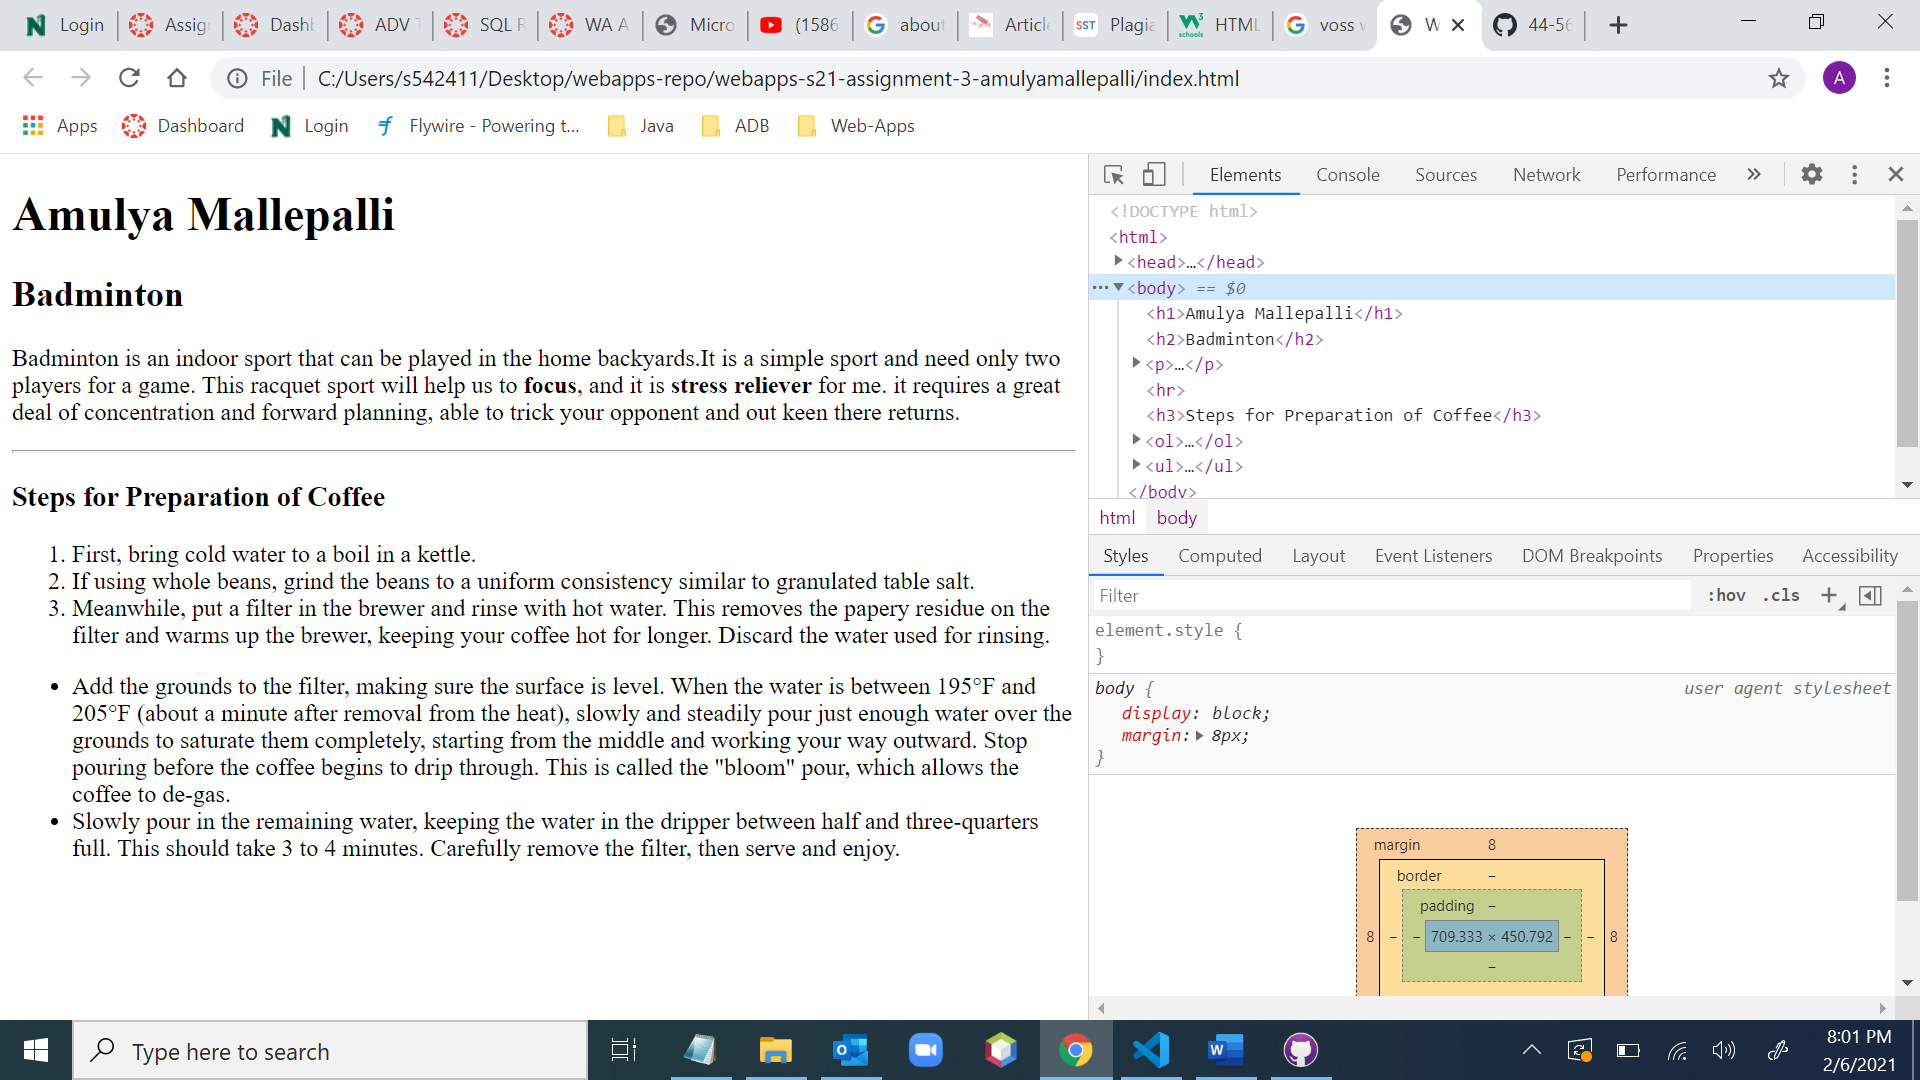 Login
Assig
Dashb
ADV T
SQL R
WA A
Micro
(1586
about
Article
SST Plagia
W3 schools HTML
voss w
W
44-56
File C:/Users/s542411/Desktop/webapps-repo/webapps-s21-assignment-3-amulyamallepalli/index.html
A
Apps Dashboard Login Flywire - Powering t... Java ADB Web-Apps
Amulya Mallepalli
Badminton
Badminton is an indoor sport that can be played in the home backyards.It is a simple sport and need only two
players for a game. This racquet sport will help us to focus, and it is stress reliever for me. it requires a great
deal of concentration and forward planning, able to trick your opponent and out keen there returns.
Steps for Preparation of Coffee
1. First, bring cold water to a boil in a kettle.
2. If using whole beans, grind the beans to a uniform consistency similar to granulated table salt.
3. Meanwhile, put a filter in the brewer and rinse with hot water. This removes the papery residue on the
filter and warms up the brewer, keeping your coffee hot for longer. Discard the water used for rinsing.
• Add the grounds to the filter, making sure the surface is level. When the water is between 195°F and
205°F (about a minute after removal from the heat), slowly and steadily pour just enough water over the
grounds to saturate them completely, starting from the middle and working your way outward. Stop
pouring before the coffee begins to drip through. This is called the "bloom" pour, which allows the
coffee to de-gas.
• Slowly pour in the remaining water, keeping the water in the dripper between half and three-quarters
full. This should take 3 to 4 minutes. Carefully remove the filter, then serve and enjoy.
Elements Console Sources Network Performance »
<!DOCTYPE html>
<html>
<head>…</head>
<body> == $0
<h1>Amulya Mallepalli</h1>
<h2>Badminton</h2>
<p>…</p>
<hr>
<h3>Steps for Preparation of Coffee</h3>
<ol>…</ol>
<ul>…</ul>
</body>
html body
Styles Computed Layout Event Listeners DOM Breakpoints Properties Accessibility
Filter :hov .cls +
element.style {
}
body { user agent stylesheet
display: block;
margin: 8px;
}
margin 8
border –
padding –
8 – – 709.333 × 450.792 – – 8
–
Type here to search
8:01 PM
2/6/2021